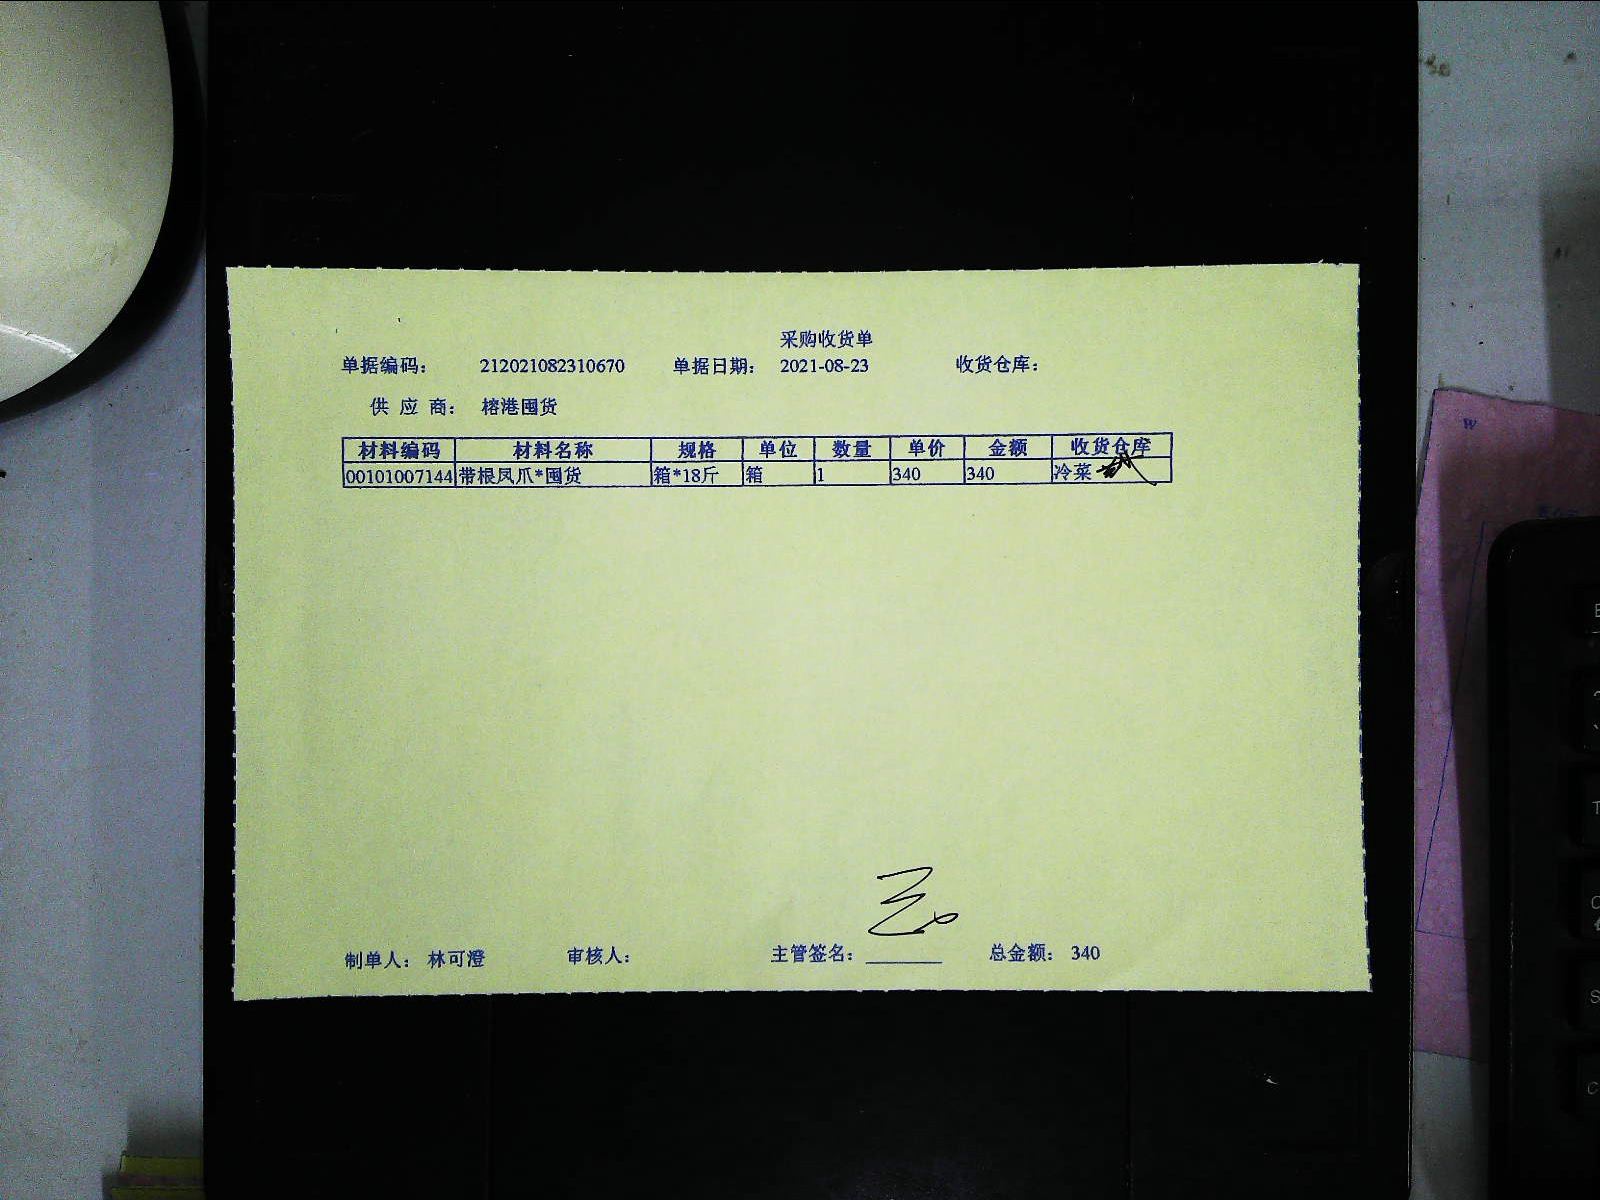 采购收货单
单据编码: 212021082310670 单据日期: 2021-08-23 收货仓库:
供 应 商: 榕港囤货
材料编码 材料名称 规格 单位 数量 单价 金额 收货仓库
00101007144 带根凤爪*囤货 箱*18斤 箱 1 340 340 冷菜
制单人: 林可澄 审核人: 主管签名: ________ 总金额: 340